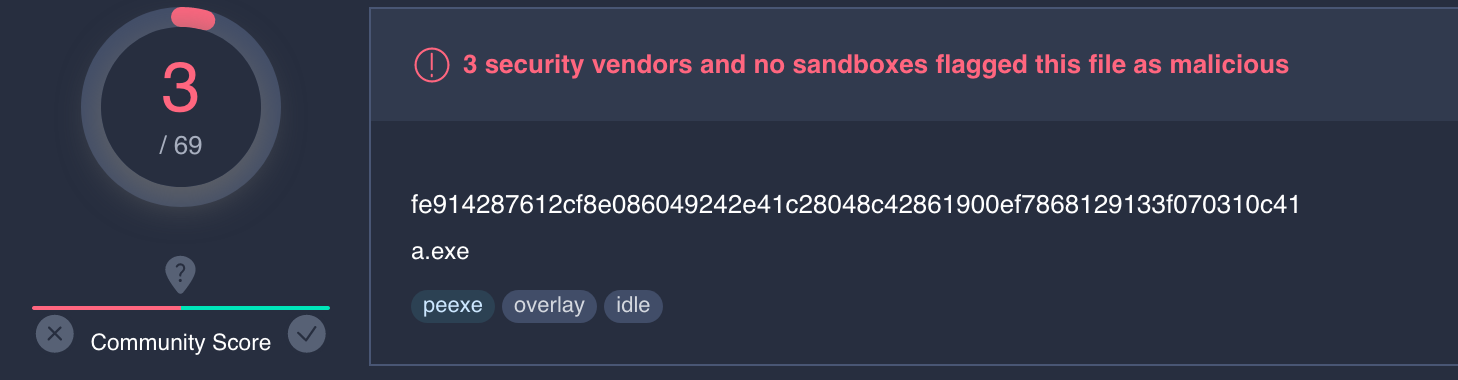 3
/ 69
?
Community Score
3 security vendors and no sandboxes flagged this file as malicious
fe914287612cf8e086049242e41c28048c42861900ef7868129133f070310c41
a.exe
peexe overlay idle